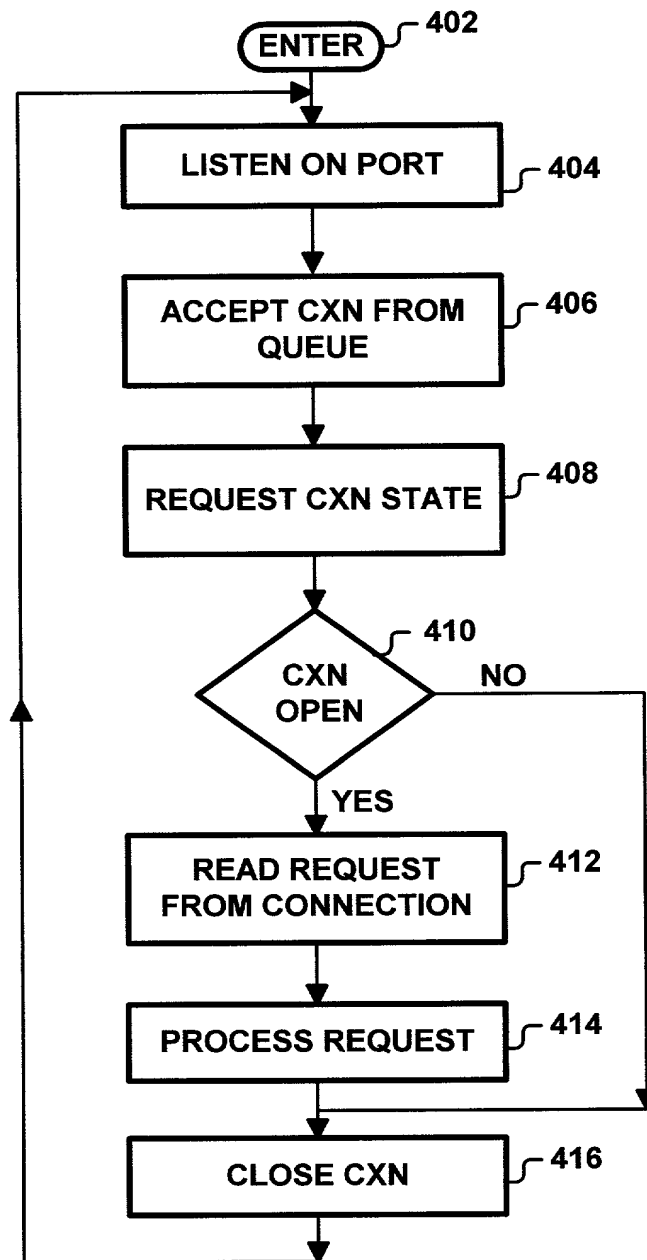 ENTER
402
LISTEN ON PORT
404
ACCEPT CXN FROM
QUEUE
406
REQUEST CXN STATE
408
CXN
OPEN
410
NO
YES
READ REQUEST
FROM CONNECTION
412
PROCESS REQUEST
414
CLOSE CXN
416